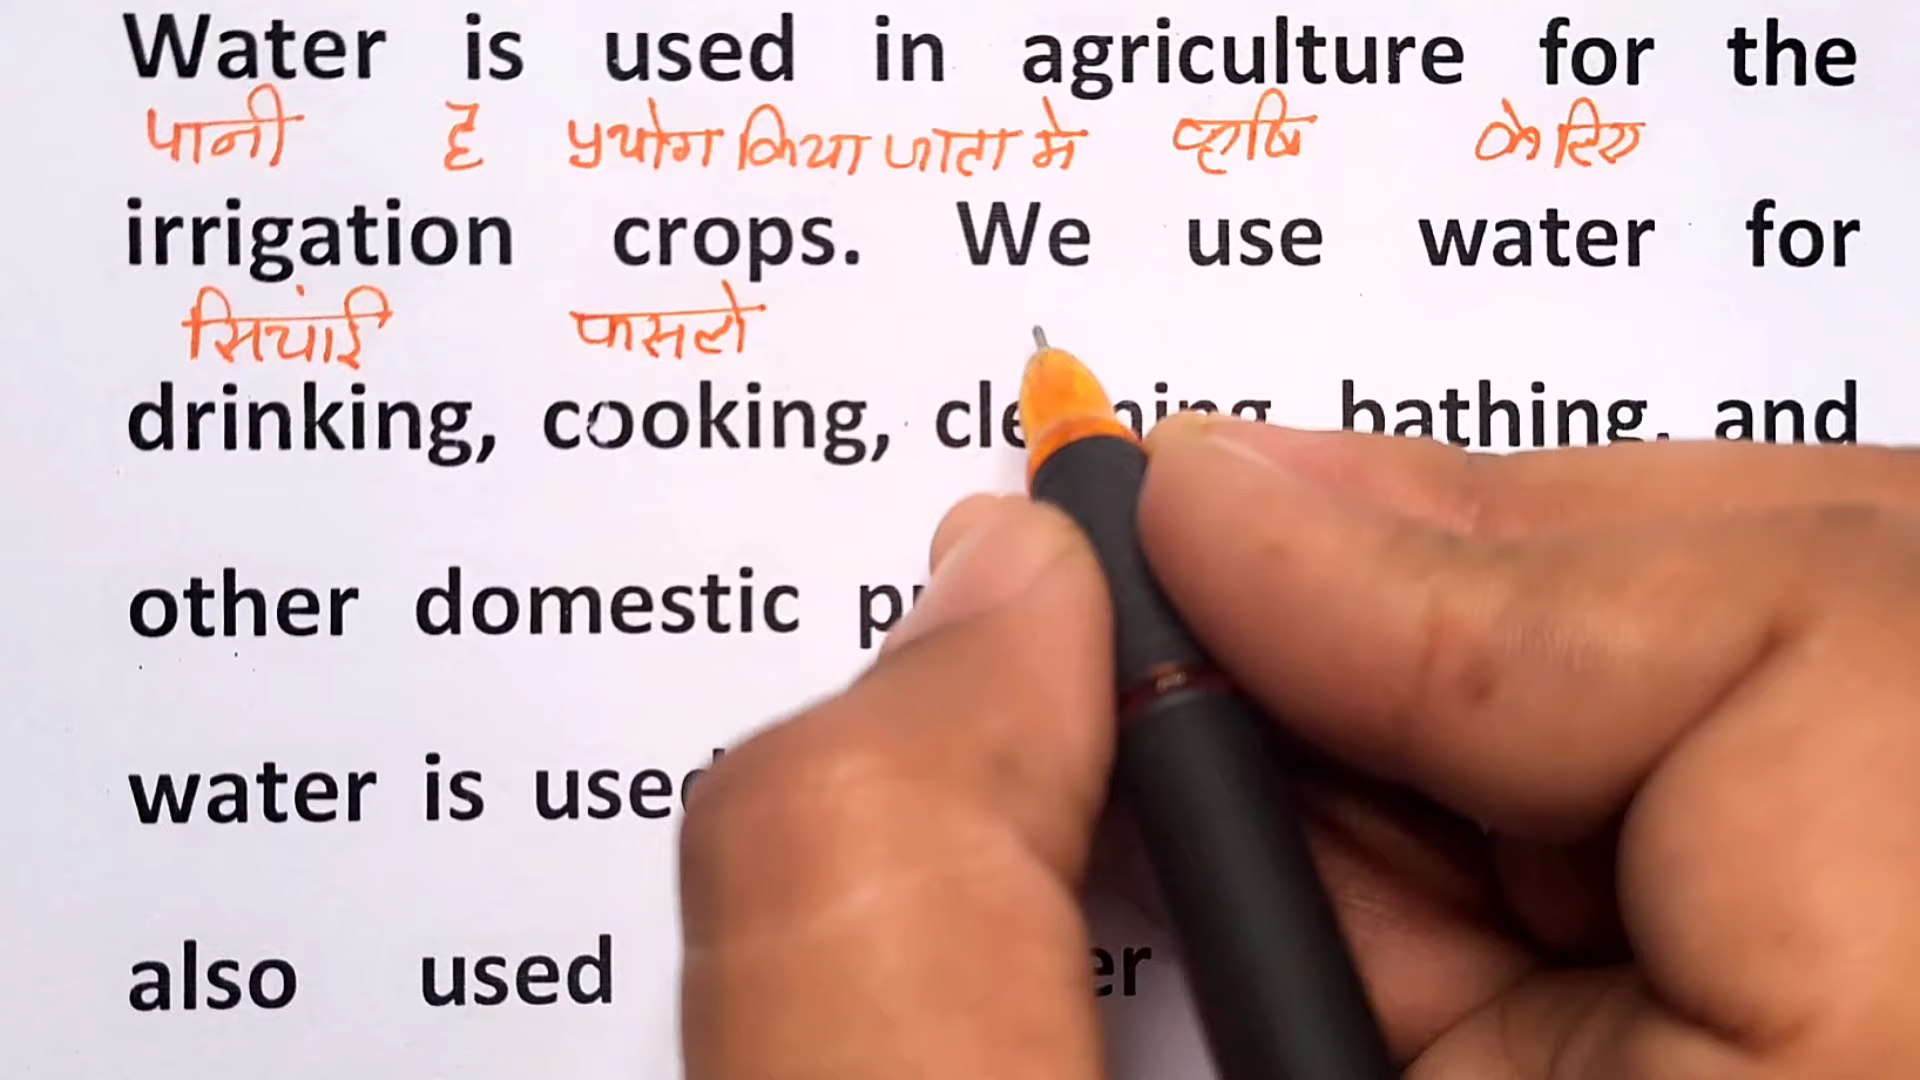 Water is used in agriculture for the
पानी है प्रयोग किया जाता मे कृषि के लिए
irrigation crops. We use water for
सिचांई फसलो
drinking, cooking, bathing, and
other domestic
water is used
also used